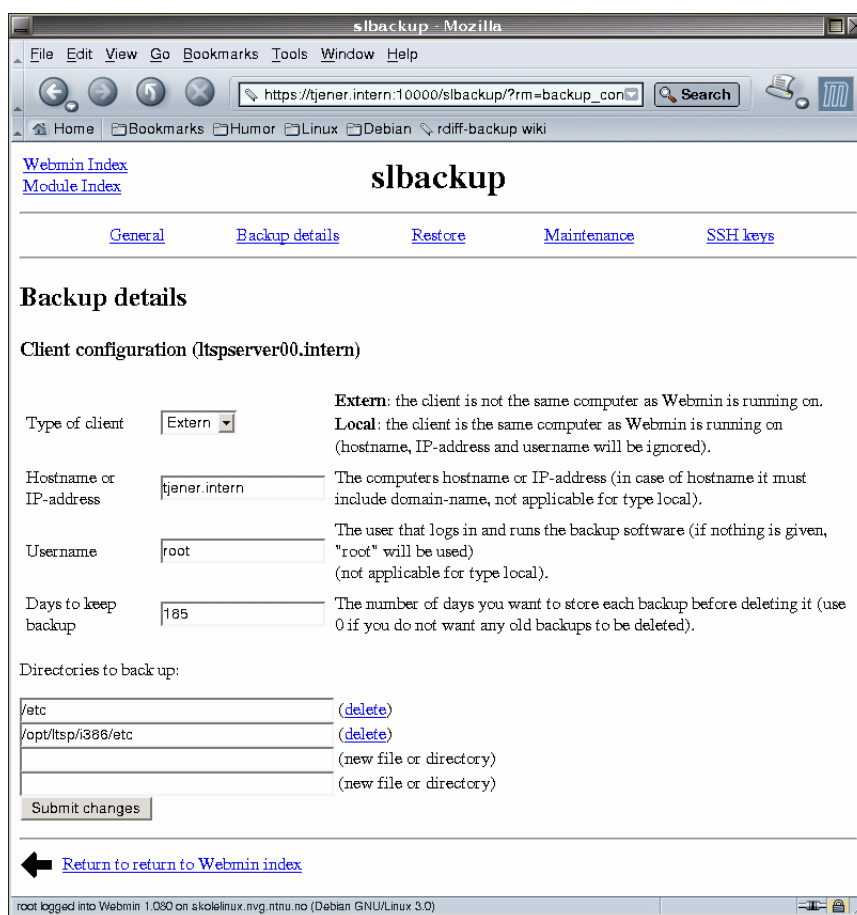 slbackup - Mozilla
File Edit View Go Bookmarks Tools Window Help
https://tjener.intern:10000/slbackup/?rm=backup_con
Search
Home Bookmarks Humor Linux Debian rdiff-backup wiki
Webmin Index
Module Index
slbackup
General Backup details Restore Maintenance SSH keys
Backup details
Client configuration (ltspserver00.intern)
Type of client
Extern
Extern: the client is not the same computer as Webmin is running on.
Local: the client is the same computer as Webmin is running on
(hostname, IP-address and username will be ignored).
Hostname or
IP-address
tjener.intern
The computers hostname or IP-address (in case of hostname it must
include domain-name, not applicable for type local).
Username
root
The user that logs in and runs the backup software (if nothing is given,
"root" will be used)
(not applicable for type local).
Days to keep
backup
185
The number of days you want to store each backup before deleting it (use
0 if you do not want any old backups to be deleted).
Directories to back up:
/etc (delete)
/opt/ltsp/i386/etc (delete)
(new file or directory)
(new file or directory)
Submit changes
Return to return to Webmin index
root logged into Webmin 1.080 on skolelinux.nvg.ntnu.no (Debian GNU/Linux 3.0)